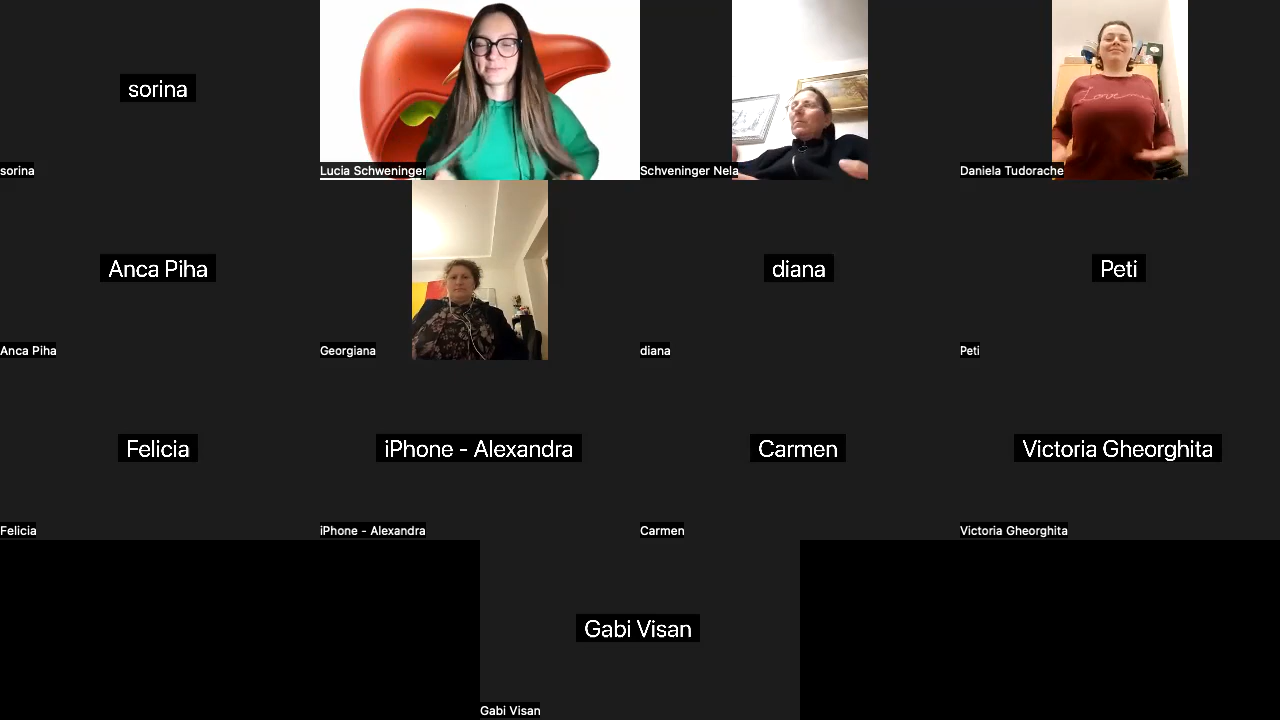 sorina
sorina
Lucia Schweninger
Schveninger Nela
Love
Daniela Tudorache
Anca Piha
Anca Piha
Georgiana
diana
diana
Peti
Peti
Felicia
Felicia
iPhone - Alexandra
iPhone - Alexandra
Carmen
Carmen
Victoria Gheorghita
Victoria Gheorghita
Gabi Visan
Gabi Visan